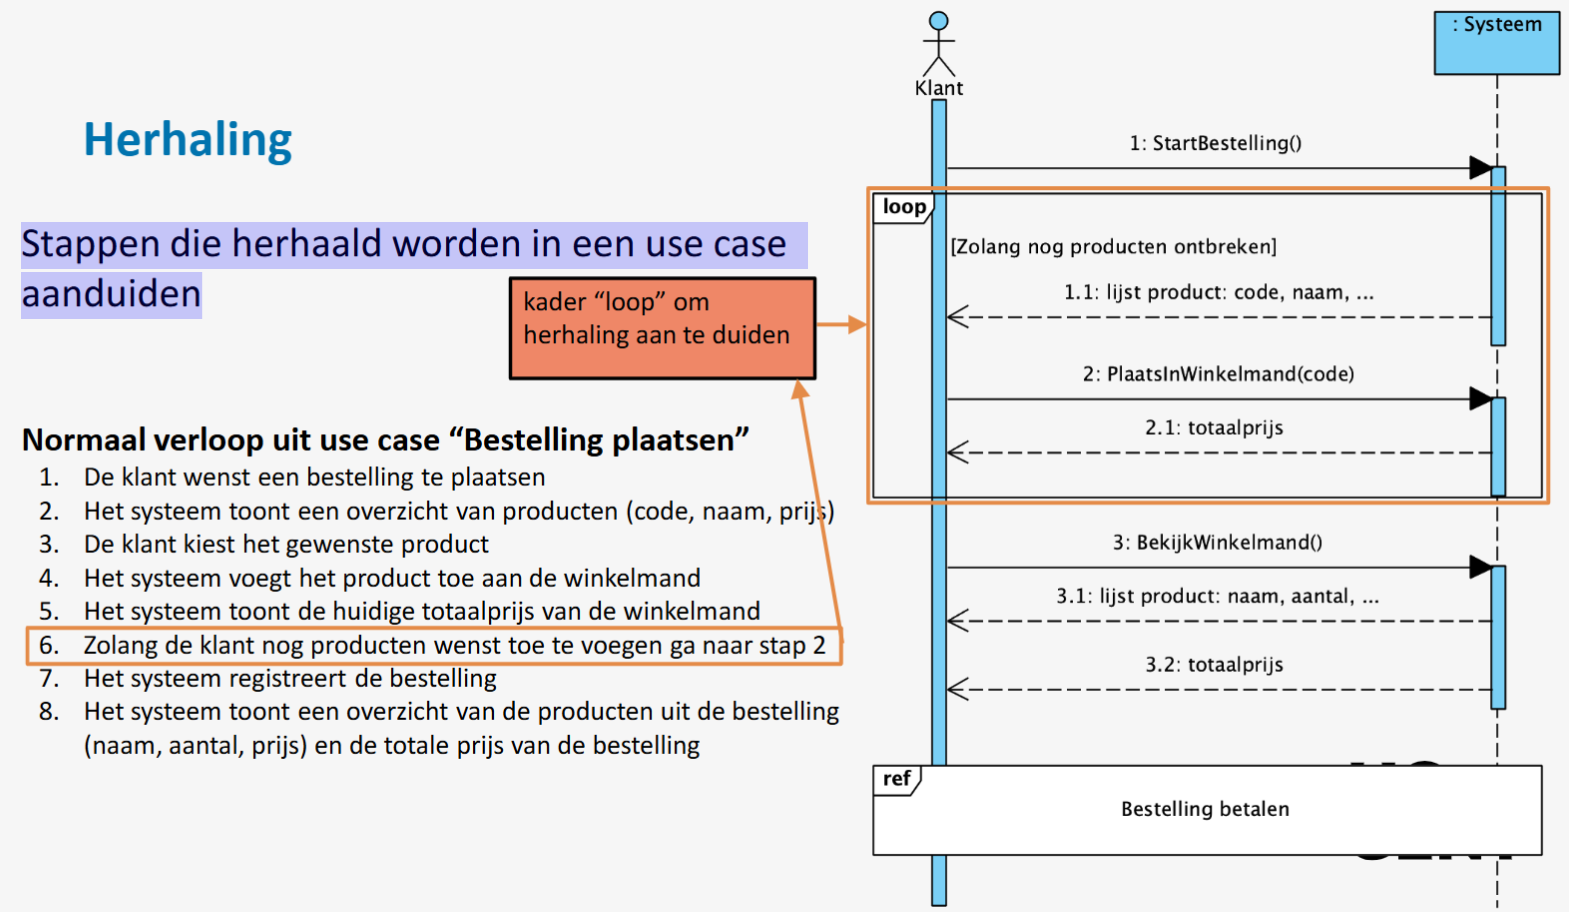 Herhaling
Stappen die herhaald worden in een use case
aanduiden
kader “loop” om
herhaling aan te duiden
Normaal verloop uit use case “Bestelling plaatsen”
1. De klant wenst een bestelling te plaatsen
2. Het systeem toont een overzicht van producten (code, naam, prijs)
3. De klant kiest het gewenste product
4. Het systeem voegt het product toe aan de winkelmand
5. Het systeem toont de huidige totaalprijs van de winkelmand
6. Zolang de klant nog producten wenst toe te voegen ga naar stap 2
7. Het systeem registreert de bestelling
8. Het systeem toont een overzicht van de producten uit de bestelling
(naam, aantal, prijs) en de totale prijs van de bestelling
Klant
: Systeem
1: StartBestelling()
loop
[Zolang nog producten ontbreken]
1.1: lijst product: code, naam, ...
2: PlaatsInWinkelmand(code)
2.1: totaalprijs
3: BekijkWinkelmand()
3.1: lijst product: naam, aantal, ...
3.2: totaalprijs
ref
Bestelling betalen